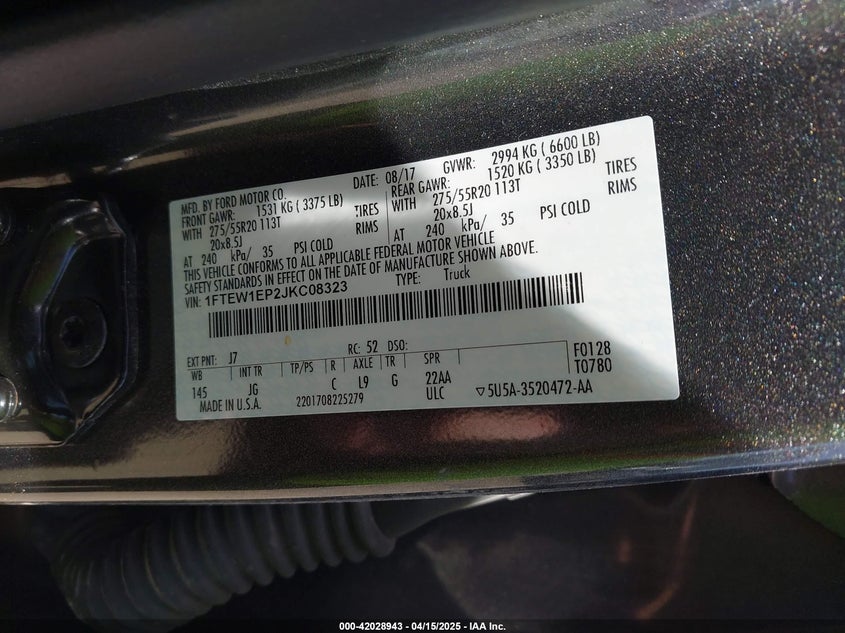 MFD. BY FORD MOTOR CO.
DATE: 08/17 GVWR: 2994 KG ( 6600 LB)
FRONT GAWR: 1531 KG ( 3375 LB)
REAR GAWR: 1520 KG ( 3350 LB)
WITH 275/55R20 113T TIRES
WITH 275/55R20 113T TIRES
20x8.5J RIMS
20x8.5J RIMS
AT 240 kPa/ 35 PSI COLD
AT 240 kPa/ 35 PSI COLD
THIS VEHICLE CONFORMS TO ALL APPLICABLE FEDERAL MOTOR VEHICLE
SAFETY STANDARDS IN EFFECT ON THE DATE OF MANUFACTURE SHOWN ABOVE.
VIN: 1FTEW1EP2JKC08323 TYPE: Truck
EXT PNT: J7 RC: 52 DSO:
WB INT TR TP/PS R AXLE TR SPR
145 JG C L9 G 22AA
F0128
T0780
MADE IN U.S.A. 2201708225279 ULC ▽5U5A-3520472-AA
000-42028943 - 04/15/2025 - IAA Inc.